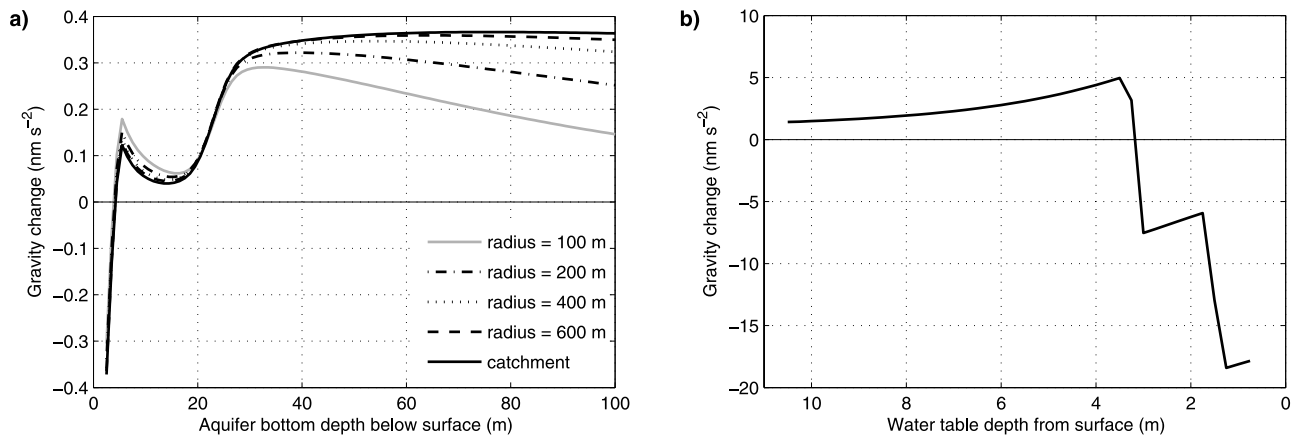 a)
Gravity change (nm s⁻²)
0.4
0.3
0.2
0.1
0
−0.1
−0.2
−0.3
−0.4
0
20
40
60
80
100
Aquifer bottom depth below surface (m)
radius = 100 m
radius = 200 m
radius = 400 m
radius = 600 m
catchment
b)
Gravity change (nm s⁻²)
10
5
0
−5
−10
−15
−20
10
8
6
4
2
0
Water table depth from surface (m)